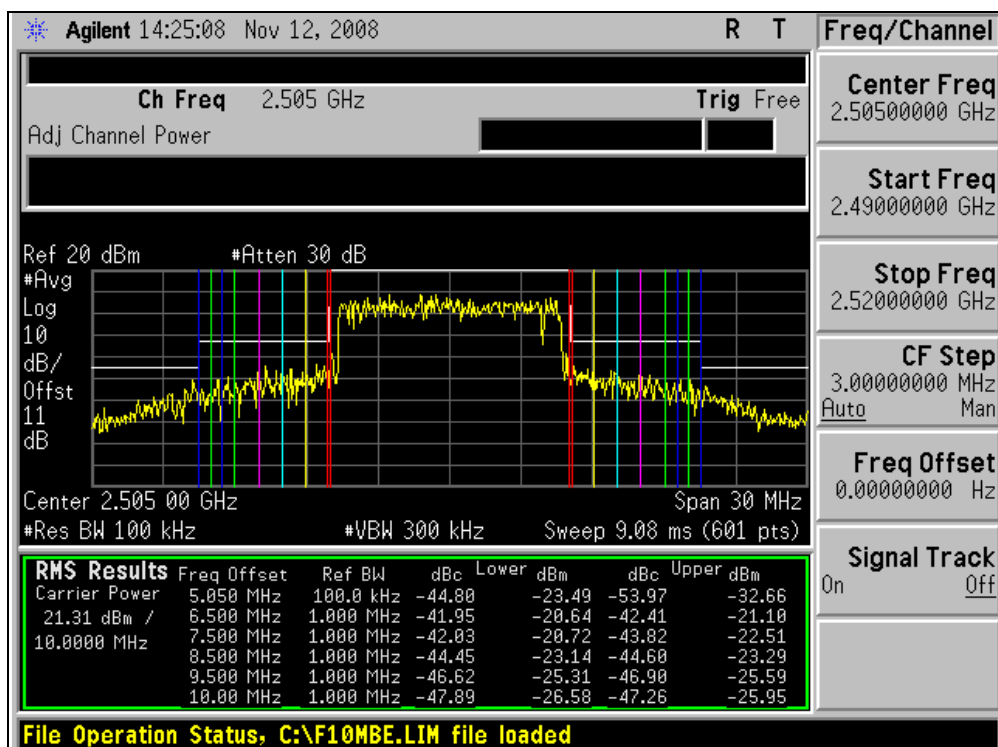 Agilent 14:25:08 Nov 12, 2008 R T
Freq/Channel
Ch Freq 2.505 GHz Trig Free
Adj Channel Power
Center Freq
2.50500000 GHz
Start Freq
2.49000000 GHz
Stop Freq
2.52000000 GHz
CF Step
3.00000000 MHz
Auto Man
Freq Offset
0.00000000 Hz
Signal Track
On Off
Ref 20 dBm #Atten 30 dB
#Avg
Log
10
dB/
Offst
11
dB
Center 2.505 00 GHz Span 30 MHz
#Res BW 100 kHz #VBW 300 kHz Sweep 9.08 ms (601 pts)
RMS Results Freq Offset Ref BW dBc Lower dBm dBc Upper dBm
Carrier Power 5.050 MHz 100.0 kHz -44.80 -23.49 -53.97 -32.66
21.31 dBm / 6.500 MHz 1.000 MHz -41.95 -20.64 -42.41 -21.10
10.0000 MHz 7.500 MHz 1.000 MHz -42.03 -20.72 -43.82 -22.51
8.500 MHz 1.000 MHz -44.45 -23.14 -44.60 -23.29
9.500 MHz 1.000 MHz -46.62 -25.31 -46.90 -25.59
10.00 MHz 1.000 MHz -47.89 -26.58 -47.26 -25.95
File Operation Status, C:\F10MBE.LIM file loaded